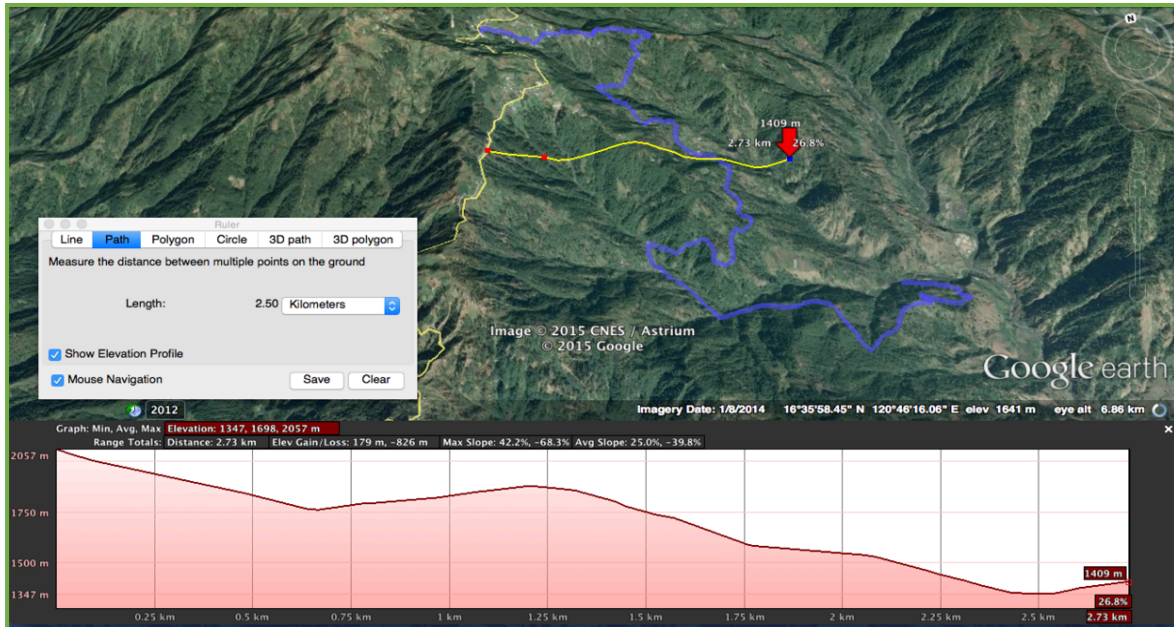 N
1409 m
2.73 km 26.8%
Ruler
Line Path Polygon Circle 3D path 3D polygon
Measure the distance between multiple points on the ground
Length: 2.50 Kilometers
Show Elevation Profile
Mouse Navigation Save Clear
Image © 2015 CNES / Astrium
© 2015 Google
Google earth
2012
Imagery Date: 1/8/2014 16°35'58.45" N 120°46'16.06" E elev 1641 m eye alt 6.86 km
Graph: Min, Avg, Max Elevation: 1347, 1698, 2057 m
Range Totals: Distance: 2.73 km Elev Gain/Loss: 179 m, -826 m Max Slope: 42.2%, -68.3% Avg Slope: 25.0%, -39.8%
2057 m
1750 m
1500 m
1409 m
1347 m
26.8%
0.25 km 0.5 km 0.75 km 1 km 1.25 km 1.5 km 1.75 km 2 km 2.25 km 2.5 km 2.73 km